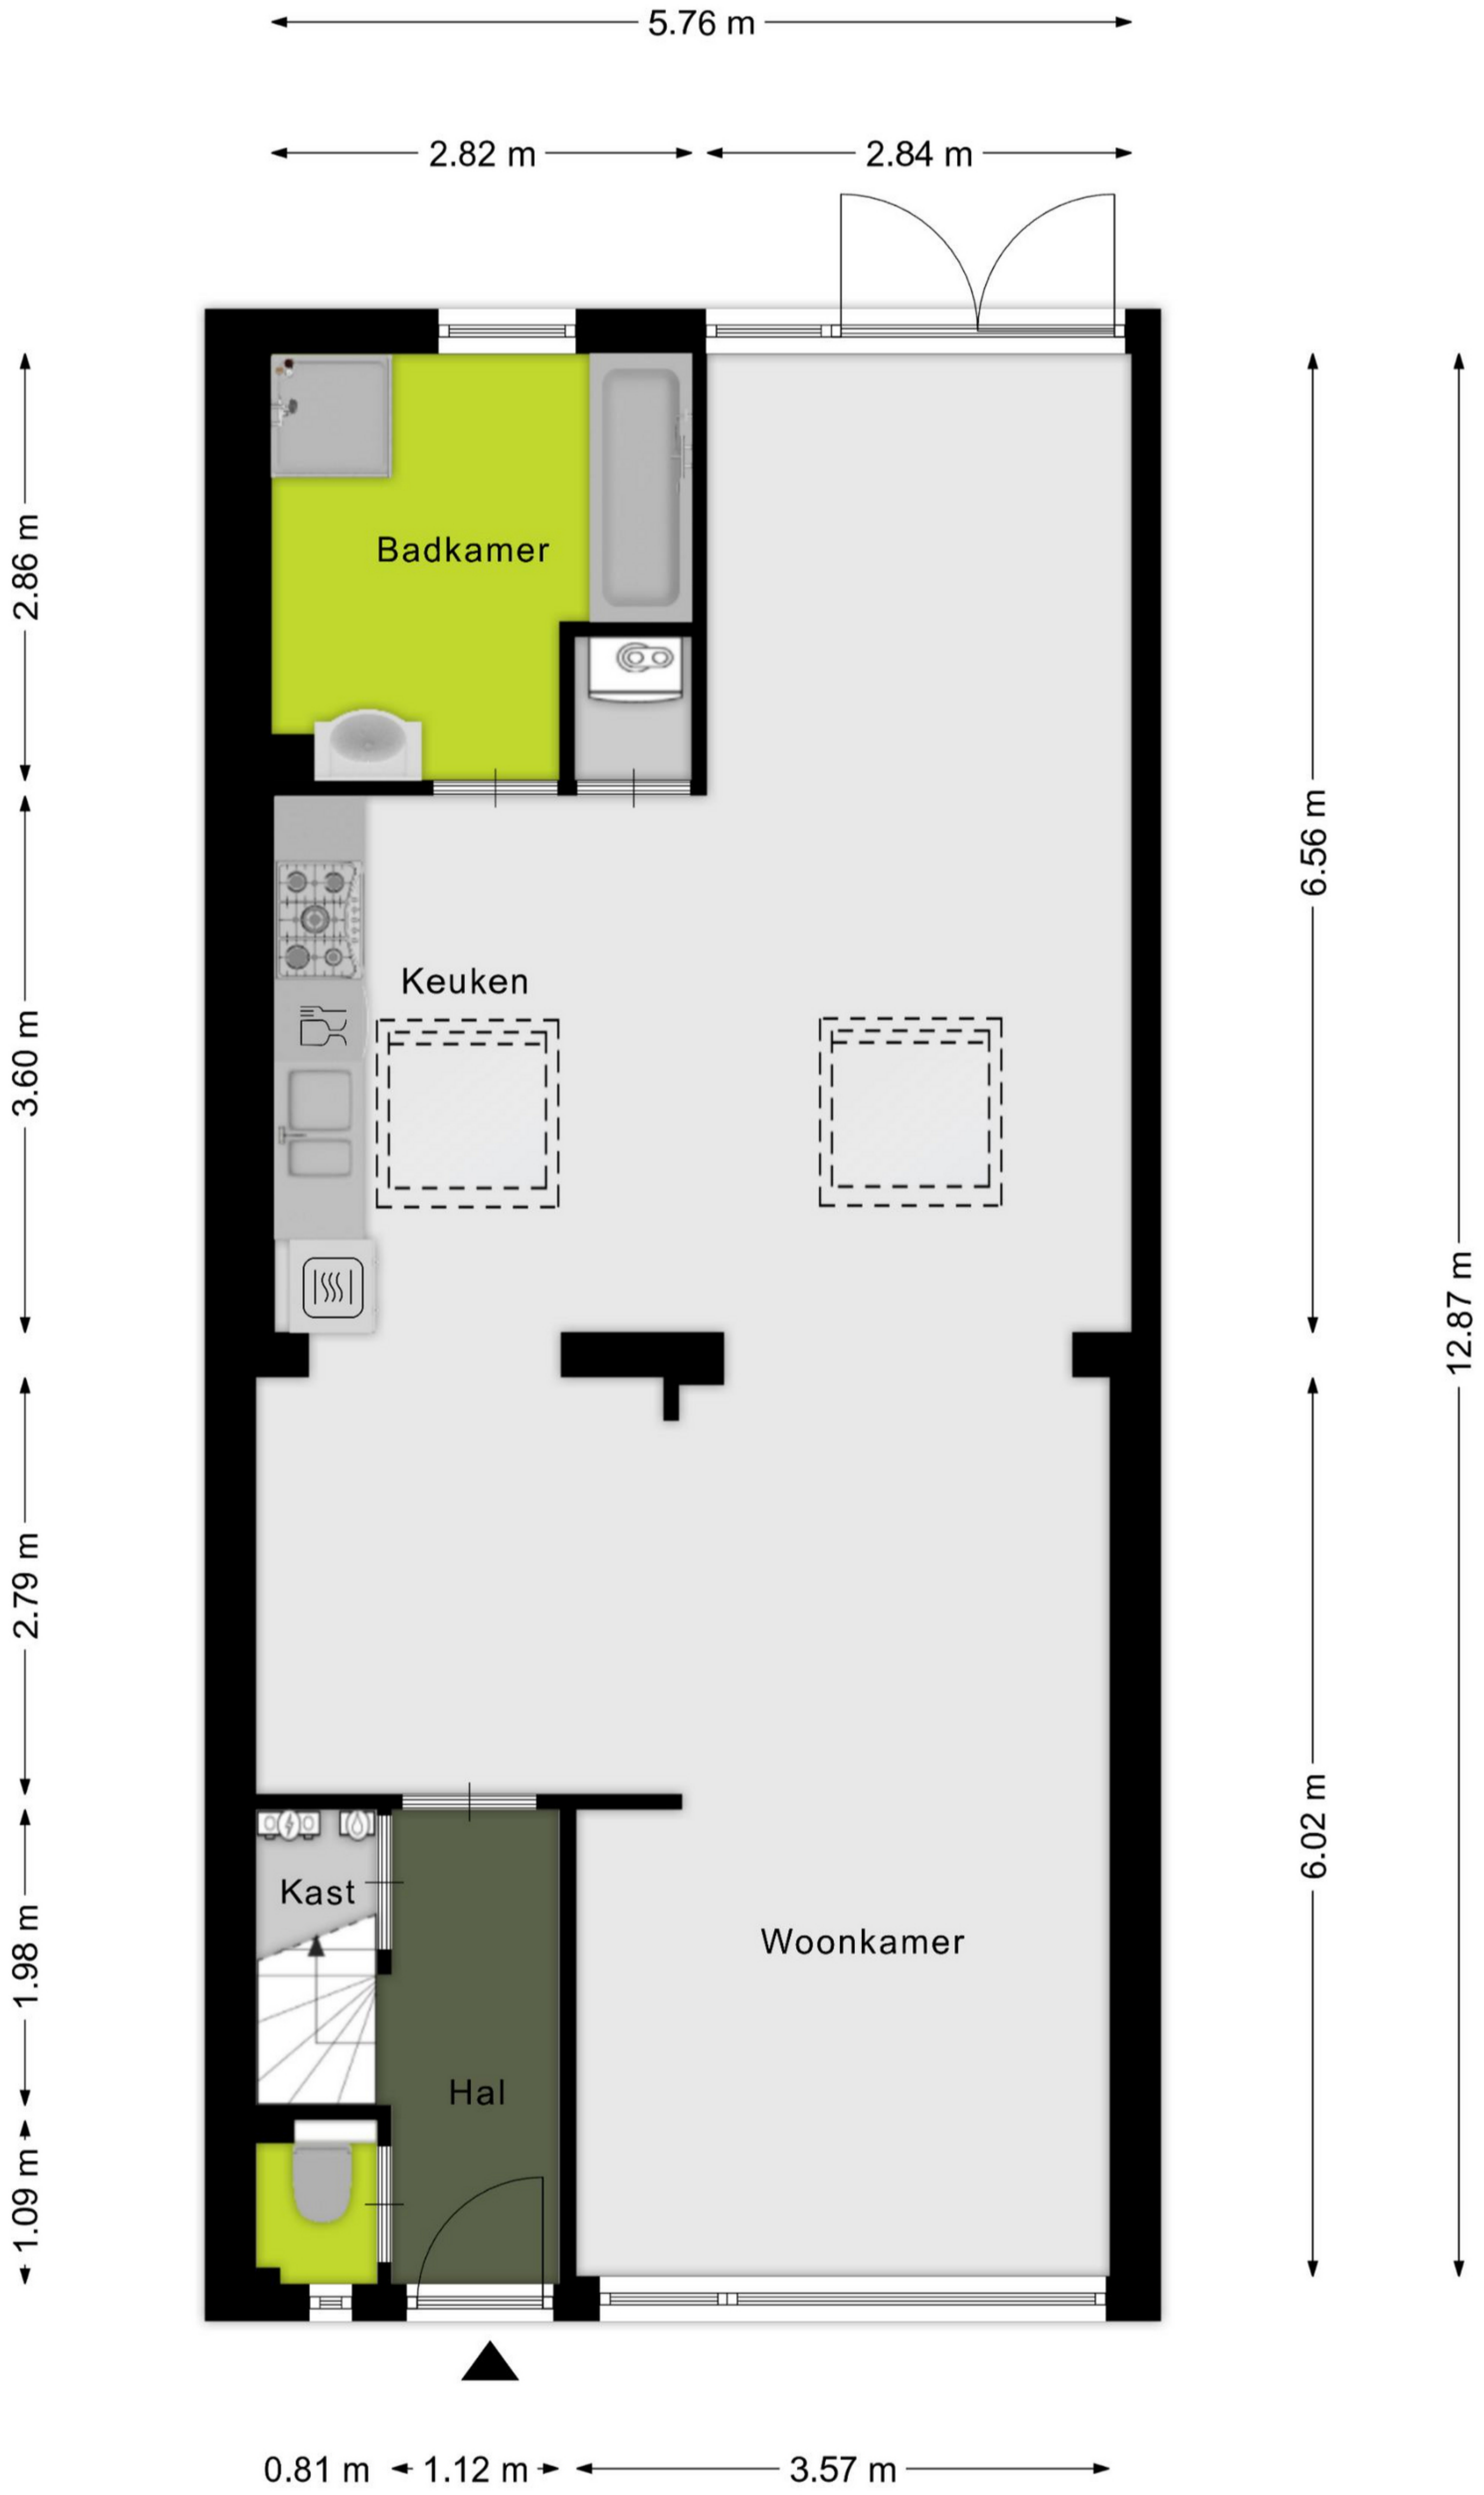 5.76 m
2.82 m
2.84 m
2.86 m
Badkamer
6.56 m
Keuken
3.60 m
12.87 m
2.79 m
6.02 m
Kast
Woonkamer
1.98 m
Hal
1.09 m
0.81 m
1.12 m
3.57 m